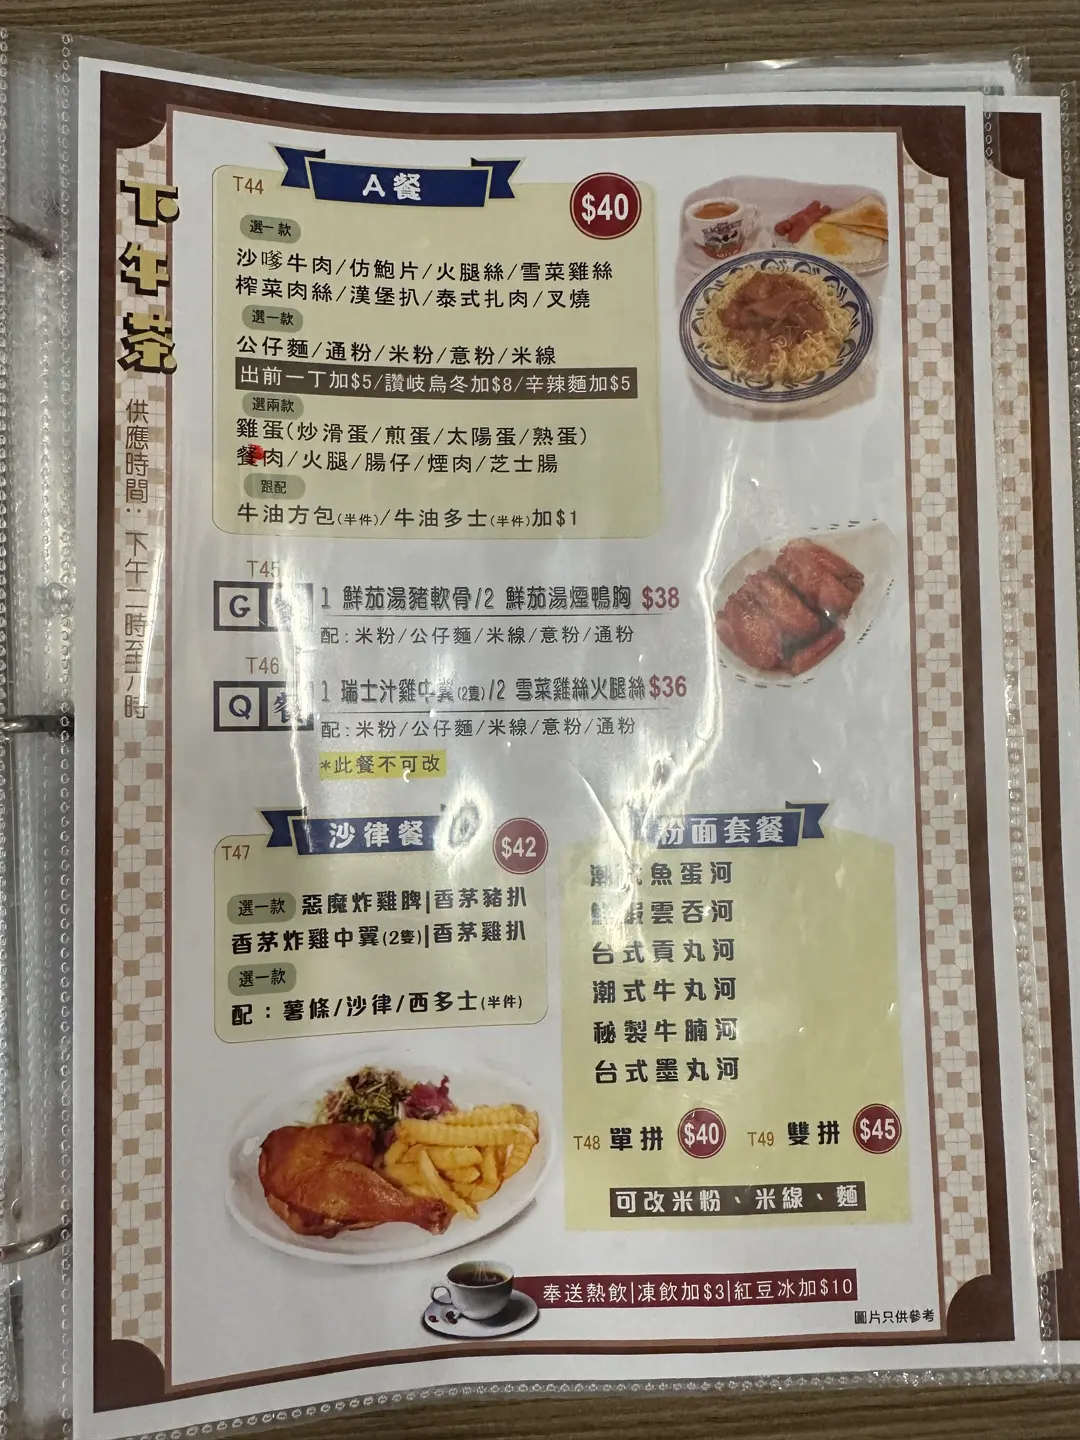 下午茶
供應時間：下午二時至六時
T44
A餐
$40
選一款
沙嗲牛肉/仿鮑片/火腿絲/雪菜雞絲
榨菜肉絲/漢堡扒/泰式扎肉/叉燒
選一款
公仔麵/通粉/米粉/意粉/米線
出前一丁加$5/讚岐烏冬加$8/辛辣麵加$5
選兩款
雞蛋(炒滑蛋/煎蛋/太陽蛋/熟蛋)
餐肉/火腿/腸仔/煙肉/芝士腸
跟配
牛油方包(半件)/牛油多士(半件)加$1
T45
G餐
1 鮮茄湯豬軟骨/2 鮮茄湯煙鴨胸 $38
配:米粉/公仔麵/米線/意粉/通粉
T46
Q餐
1 瑞士汁雞中翼(2隻)/2 雪菜雞絲火腿絲 $36
配:米粉/公仔麵/米線/意粉/通粉
*此餐不可改
T47
沙律餐
$42
選一款 惡魔炸雞脾|香茅豬扒
香茅炸雞中翼(2隻)|香茅雞扒
選一款
配：薯條/沙律/西多士(半件)
粉面套餐
潮式魚蛋河
鮮蝦雲吞河
台式貢丸河
潮式牛丸河
秘製牛腩河
台式墨丸河
T48 單拼 $40
T49 雙拼 $45
可改米粉、米線、麵
奉送熱飲|凍飲加$3|紅豆冰加$10
圖片只供參考